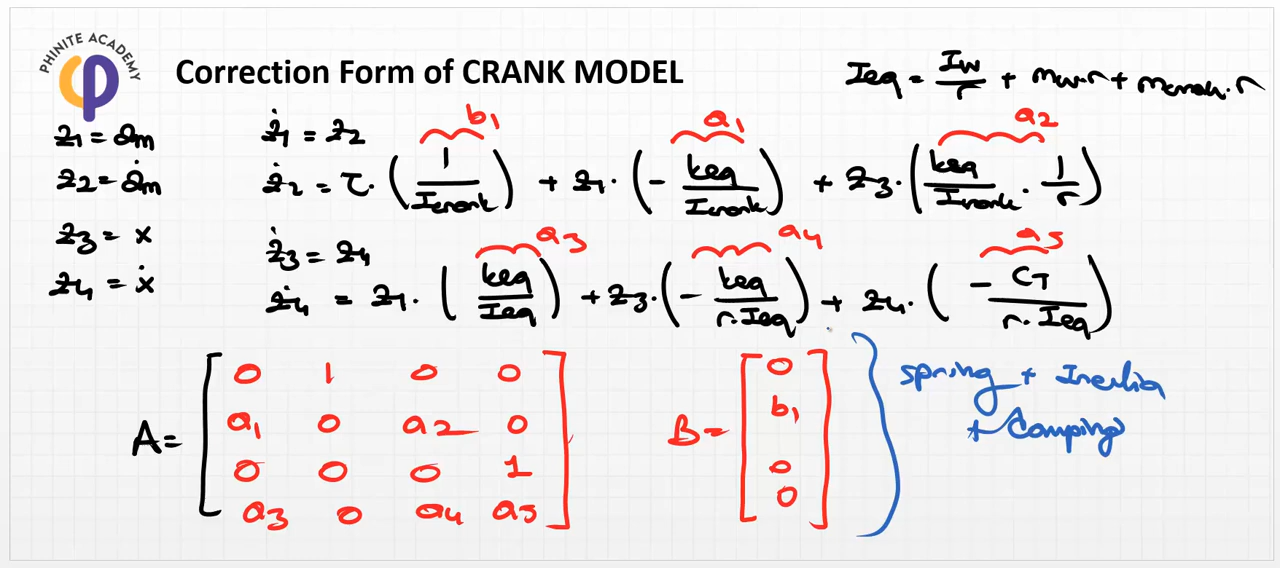 PHINITE ACADEMY
Correction Form of CRANK MODEL
Ieq = Iw/r + mw.r + mcrank.r
z1 = θm
z2 = θ̇m
z3 = x
z4 = ẋ
b1 a1 a2
ż1 = z2
ż2 = τ. (1/Icrank) + z1. (- keq/Icrank) + z3. (keq/Icrank . 1/r)
a3 a4 a5
ż3 = z4
ż4 = z1. (keq/Ieq) + z3. (- keq/r.Ieq) + z4. (- CT/r.Ieq)
A= [
0 1 0 0
a1 0 a2 0
0 0 0 1
a3 0 a4 a5
]
B= [
0
b1
0
0
]
spring + Inertia
+ Damping